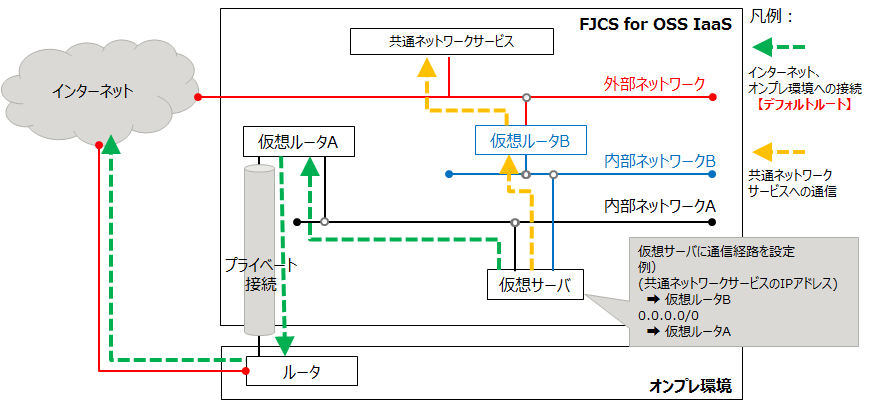 FJCS for OSS IaaS
凡例：
共通ネットワークサービス
インターネット、
オンプレ環境への接続
【デフォルトルート】
インターネット
外部ネットワーク
仮想ルータA
仮想ルータB
内部ネットワークB
共通ネットワーク
サービスへの通信
内部ネットワークA
プライベート
接続
仮想サーバ
仮想サーバに通信経路を設定
例）
(共通ネットワークサービスのIPアドレス)
➡ 仮想ルータB
0.0.0.0/0
➡ 仮想ルータA
ルータ
オンプレ環境